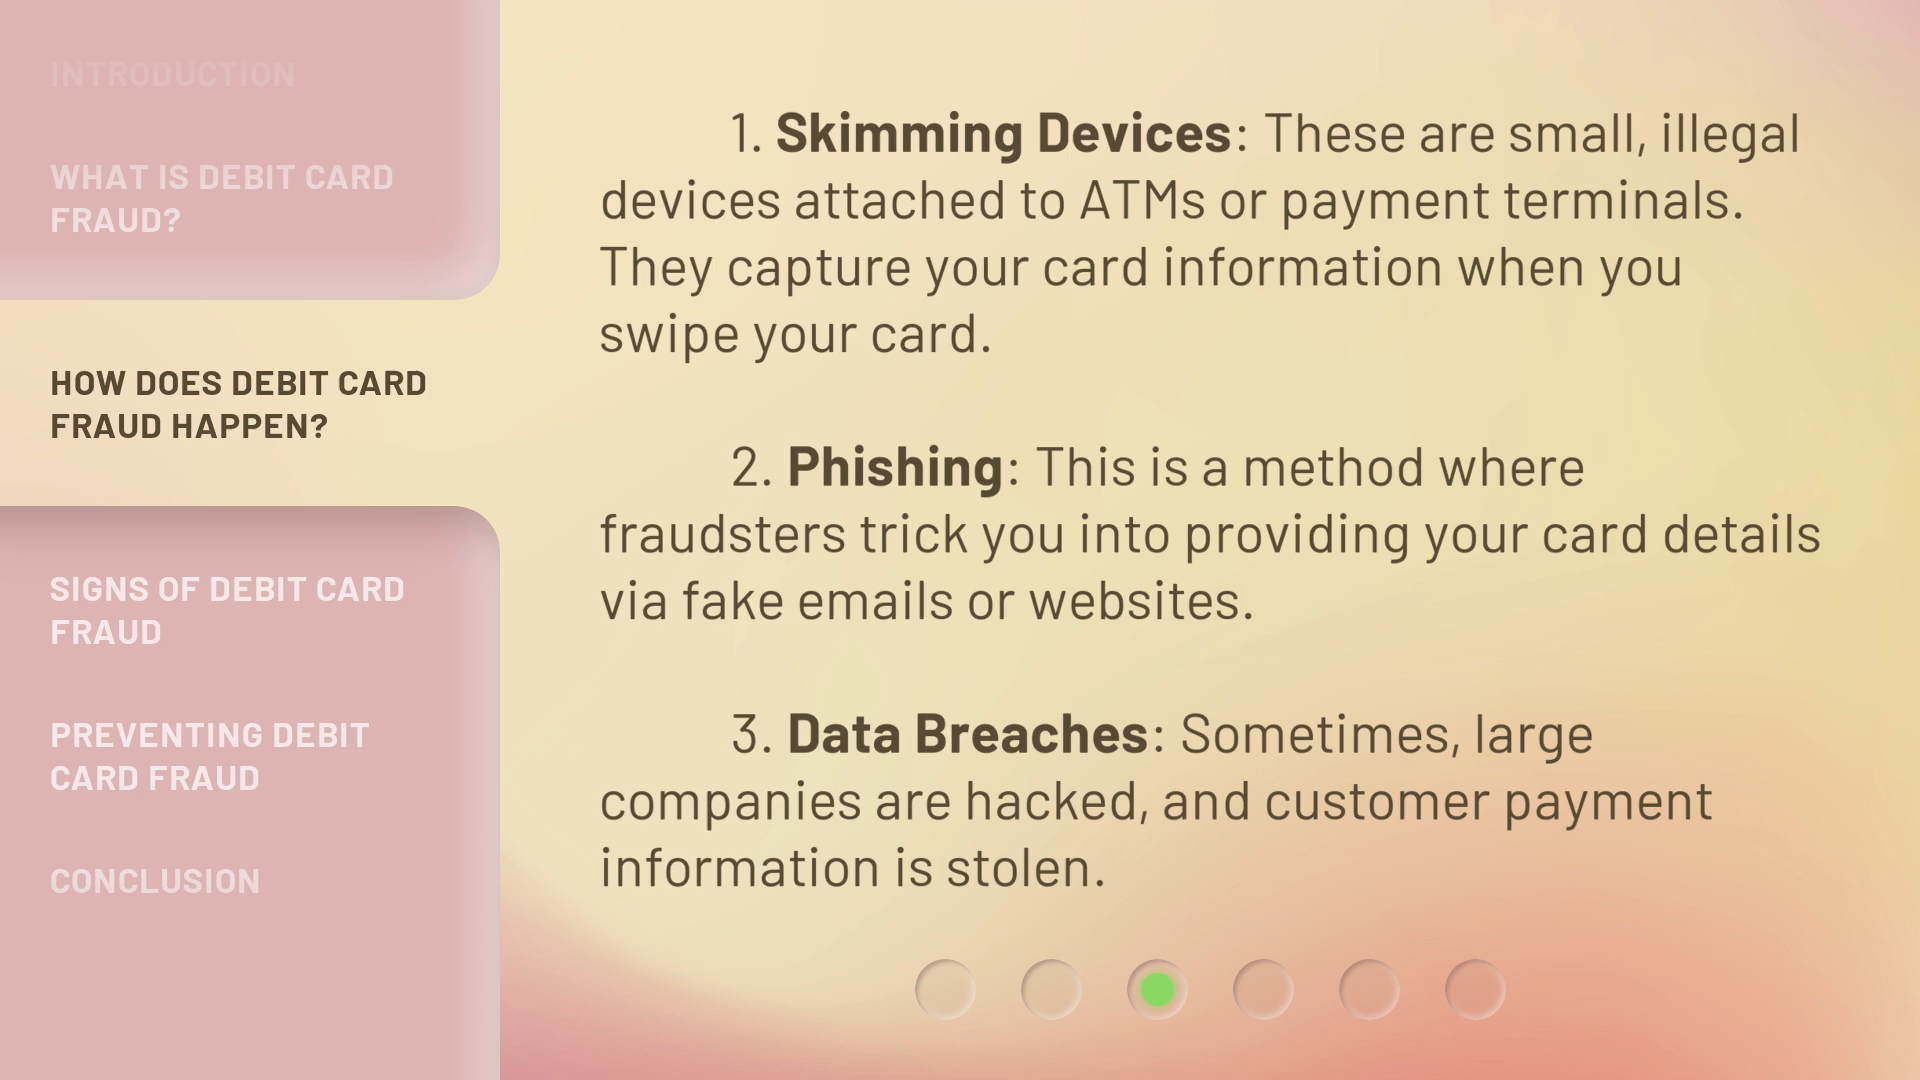 INTRODUCTION
WHAT IS DEBIT CARD
FRAUD?
HOW DOES DEBIT CARD
FRAUD HAPPEN?
SIGNS OF DEBIT CARD
FRAUD
PREVENTING DEBIT
CARD FRAUD
CONCLUSION
1. Skimming Devices: These are small, illegal
devices attached to ATMs or payment terminals.
They capture your card information when you
swipe your card.
2. Phishing: This is a method where
fraudsters trick you into providing your card details
via fake emails or websites.
3. Data Breaches: Sometimes, large
companies are hacked, and customer payment
information is stolen.